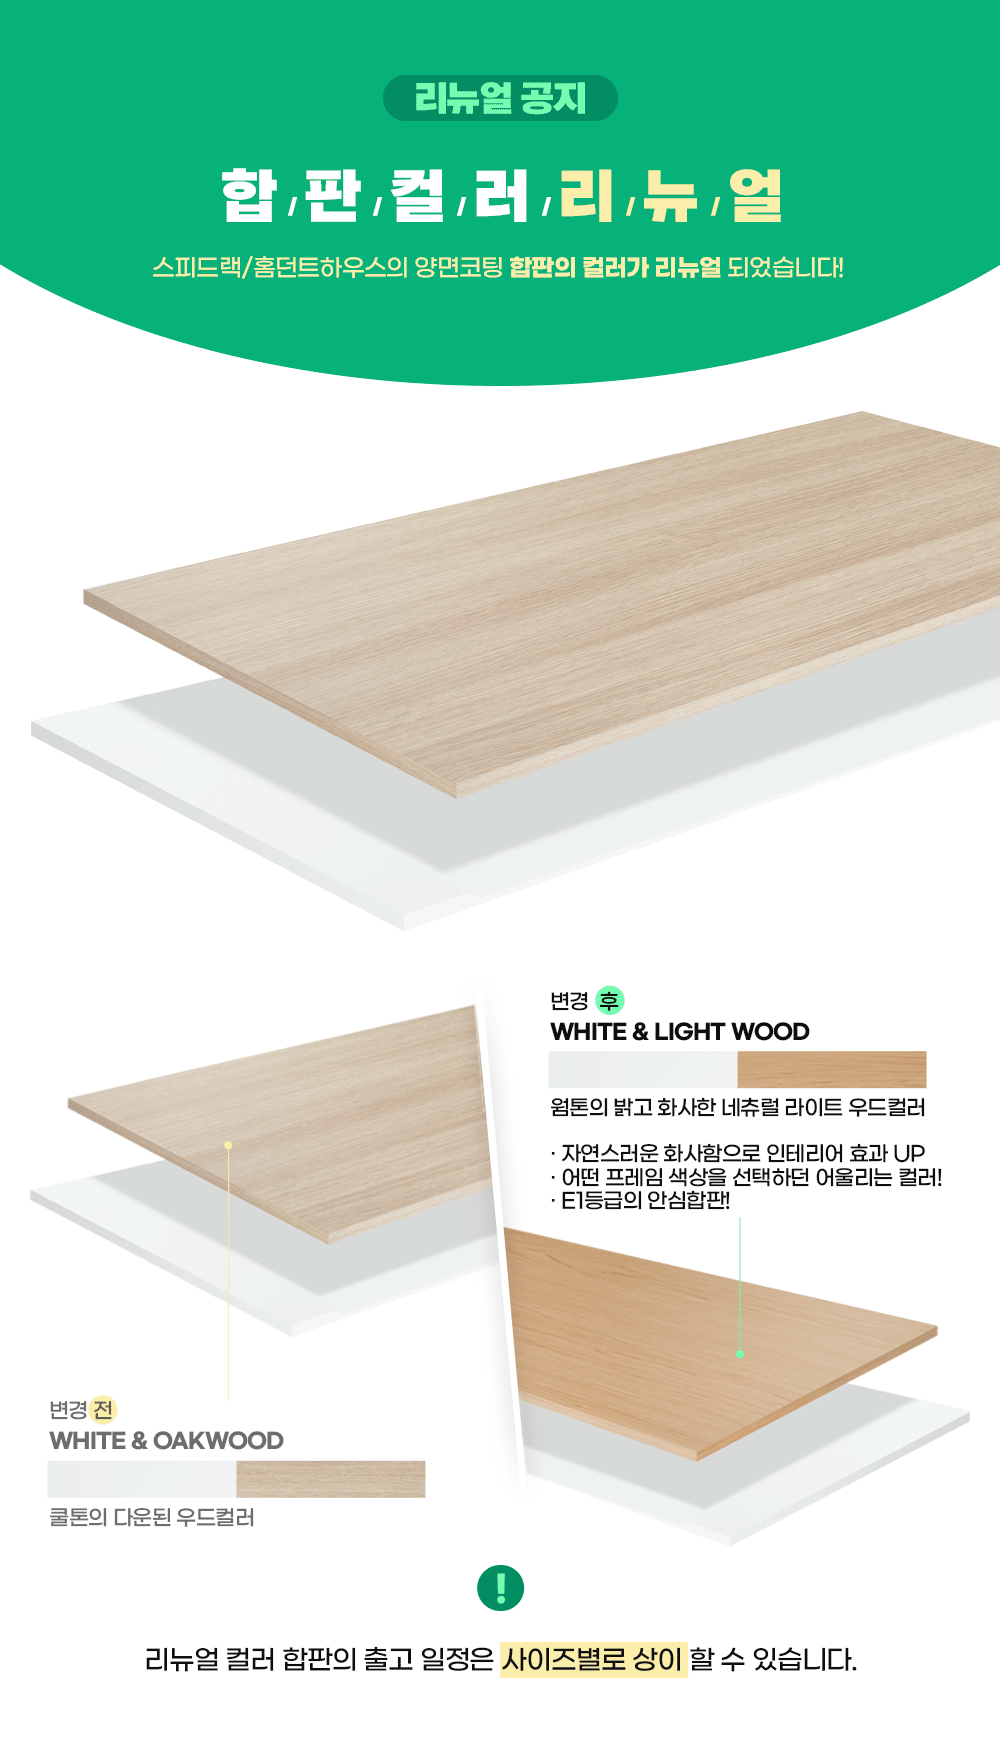 리뉴얼 공지
합/판/컬/러/리/뉴/얼
스피드랙/홈던트하우스의 양면코팅 합판의 컬러가 리뉴얼 되었습니다!
변경 후
WHITE & LIGHT WOOD
웜톤의 밝고 화사한 네츄럴 라이트 우드컬러
· 자연스러운 화사함으로 인테리어 효과 UP
· 어떤 프레임 색상을 선택하던 어울리는 컬러!
· E1등급의 안심합판!
변경 전
WHITE & OAKWOOD
쿨톤의 다운된 우드컬러
!
리뉴얼 컬러 합판의 출고 일정은 사이즈별로 상이 할 수 있습니다.